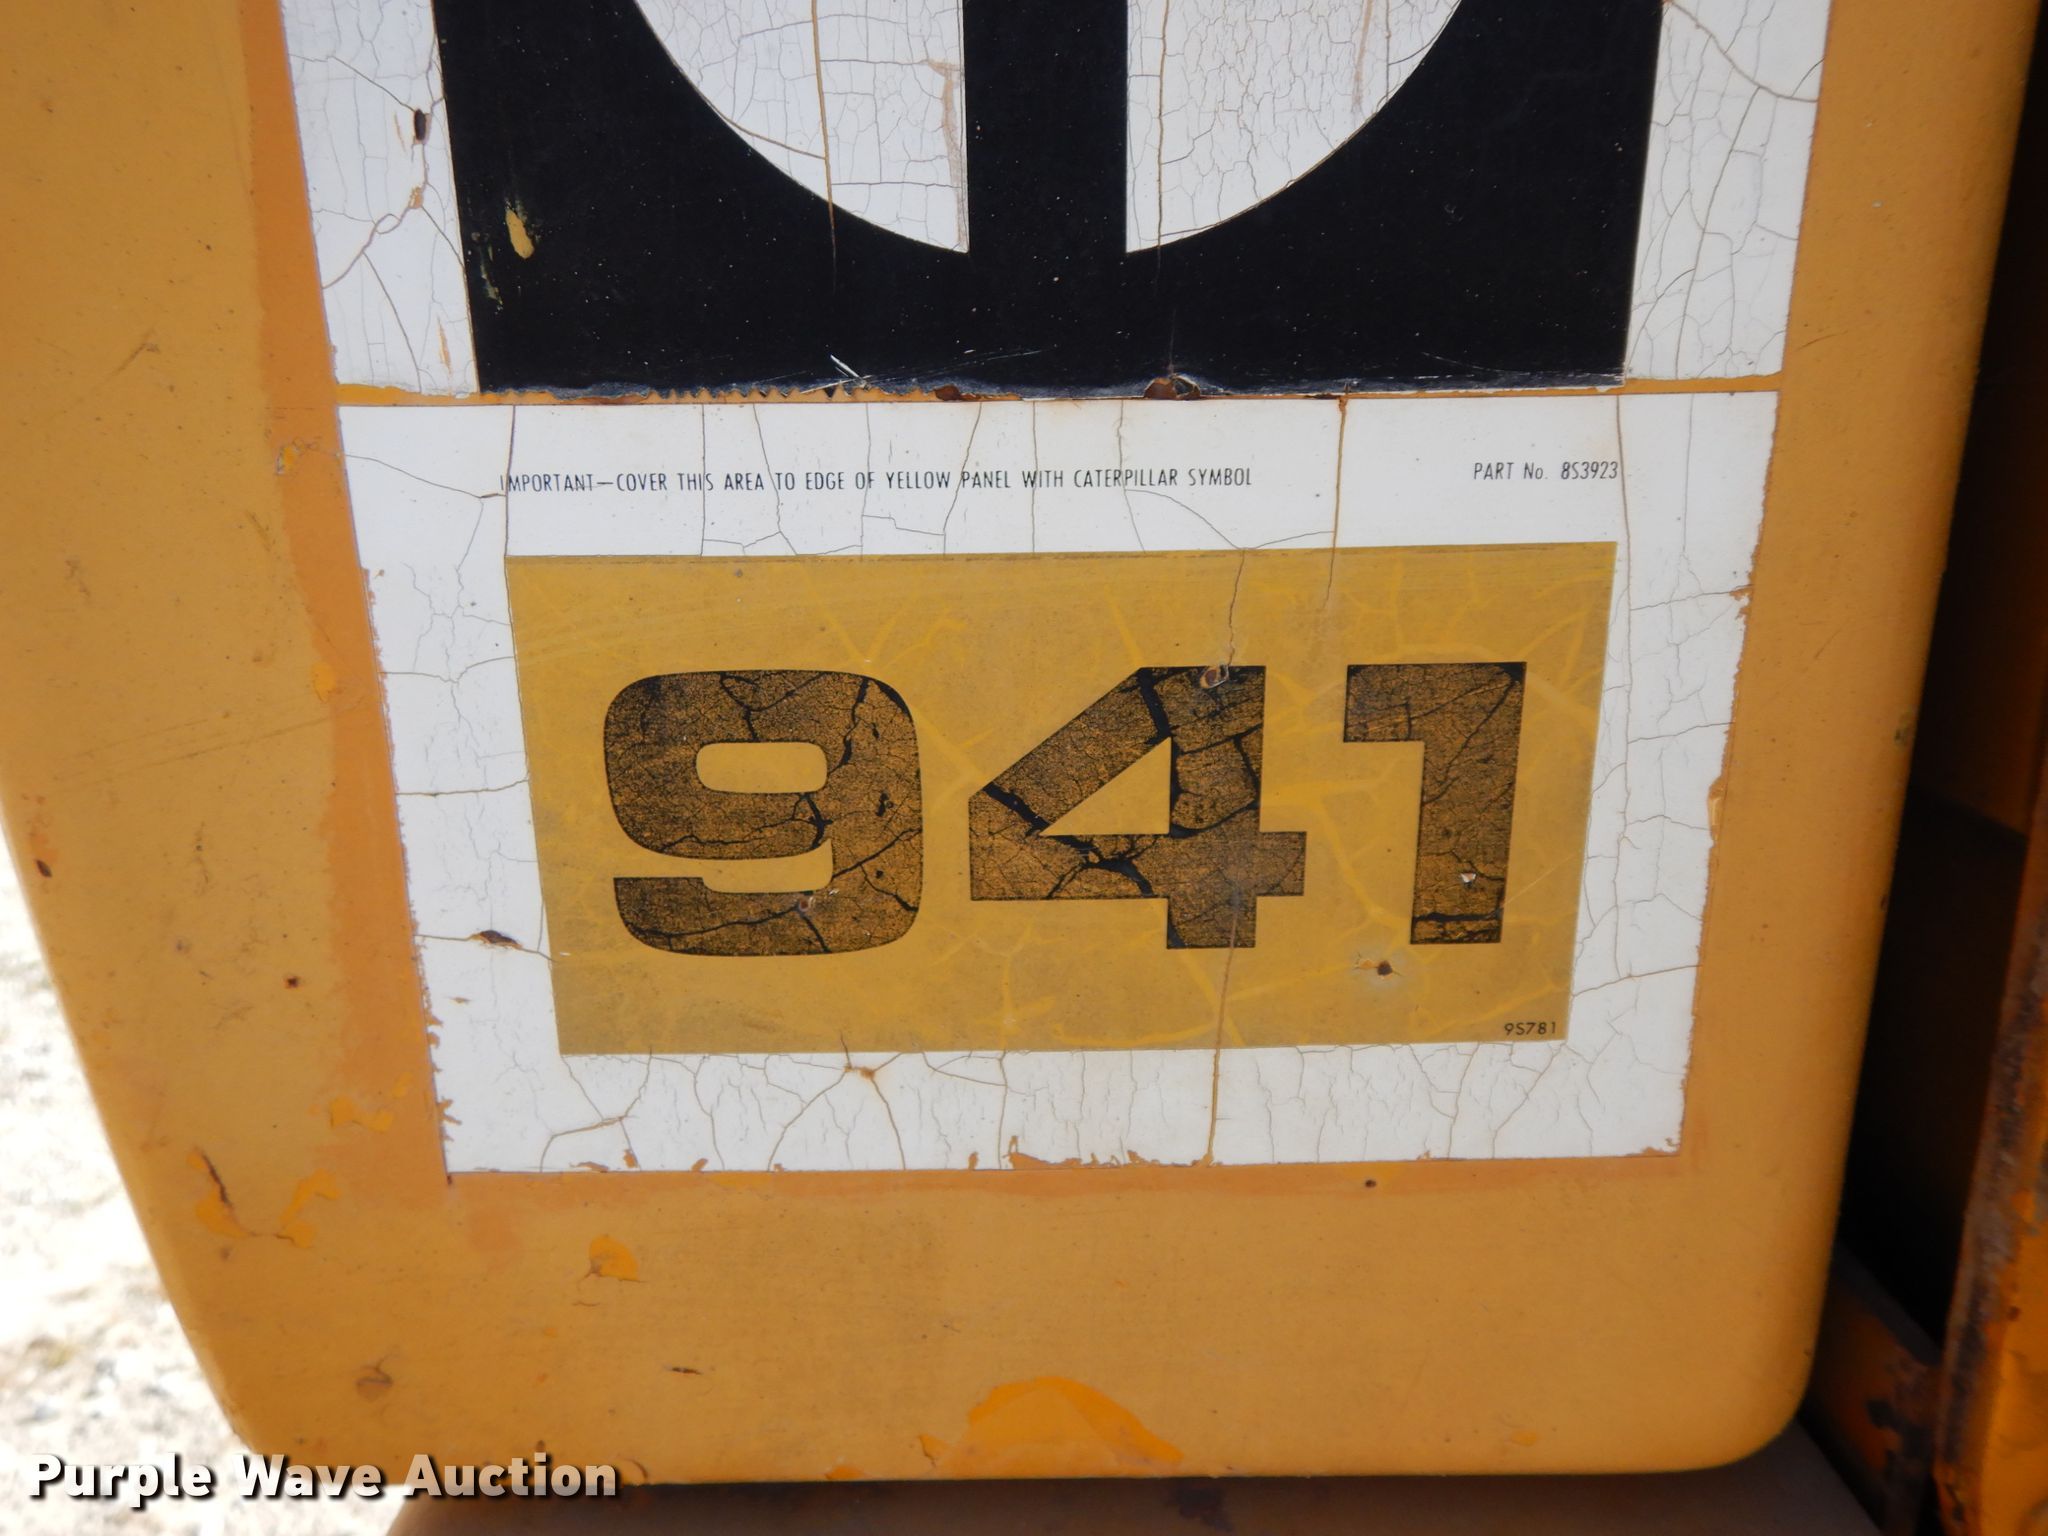 IMPORTANT—COVER THIS AREA TO EDGE OF YELLOW PANEL WITH CATERPILLAR SYMBOL PART No. 8S3923
941
9S781
Purple Wave Auction